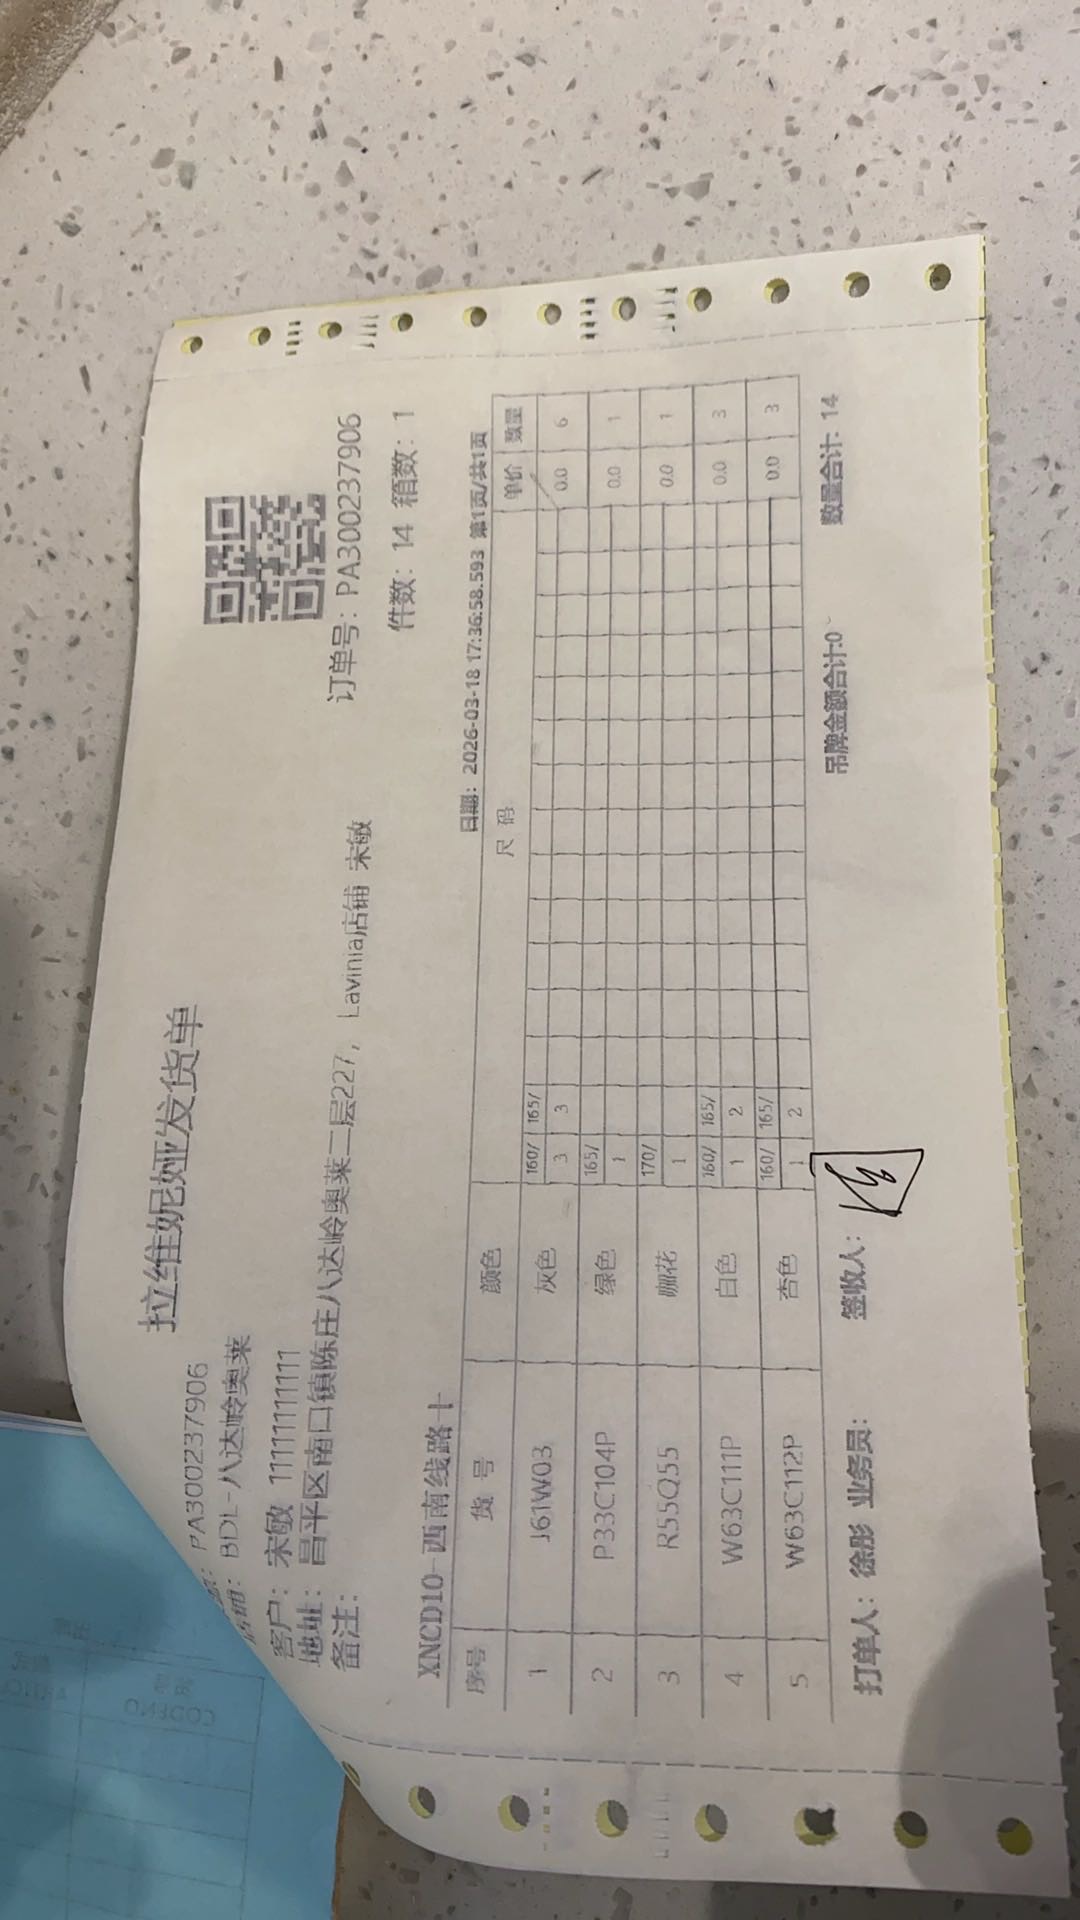 拉维妮娅发货单
PA300237906
店铺: BDL-八达岭奥莱
客户: 宋敏 11111111111
地址: 昌平区南口镇陈庄八达岭奥莱二层227, Lavinia店铺 宋敏
备注:
订单号: PA300237906
件数: 14 箱数: 1
XNCD10-西南线路十
日期: 2026-03-18 17:36:58.593 第1页/共1页
序号 货号 颜色 尺码 单价 数量
160/ 165/
1 J61W03 灰色 3 3 0.0 6
165/
2 P33C104P 绿色 1 0.0 1
170/
3 R55Q55 咖花 1 0.0 1
160/ 165/
4 W63C111P 白色 1 2 0.0 3
160/ 165/
5 W63C112P 杏色 1 2 0.0 3
打单人: 徐彤 业务员: 签收人: 吊牌金额合计:0 数量合计: 14
CODENO